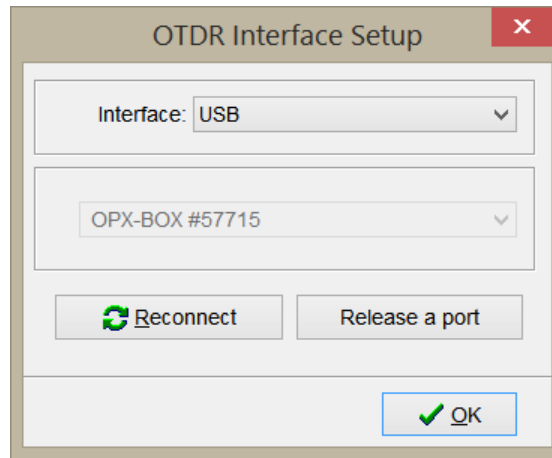 OTDR Interface Setup
Interface: USB
OPX-BOX #57715
Reconnect Release a port
OK